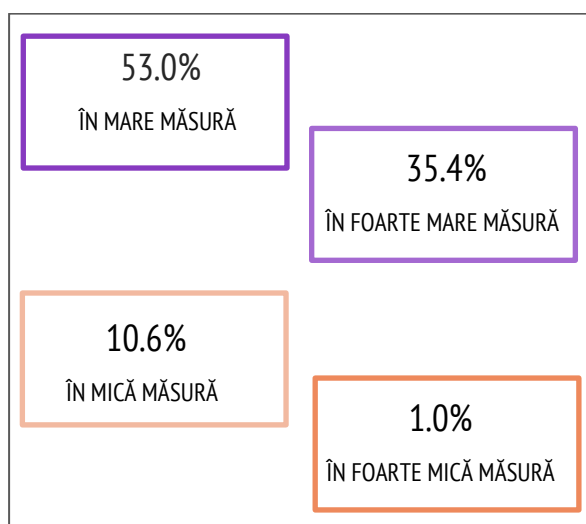 53.0%
ÎN MARE MĂSURĂ
35.4%
ÎN FOARTE MARE MĂSURĂ
10.6%
ÎN MICĂ MĂSURĂ
1.0%
ÎN FOARTE MICĂ MĂSURĂ